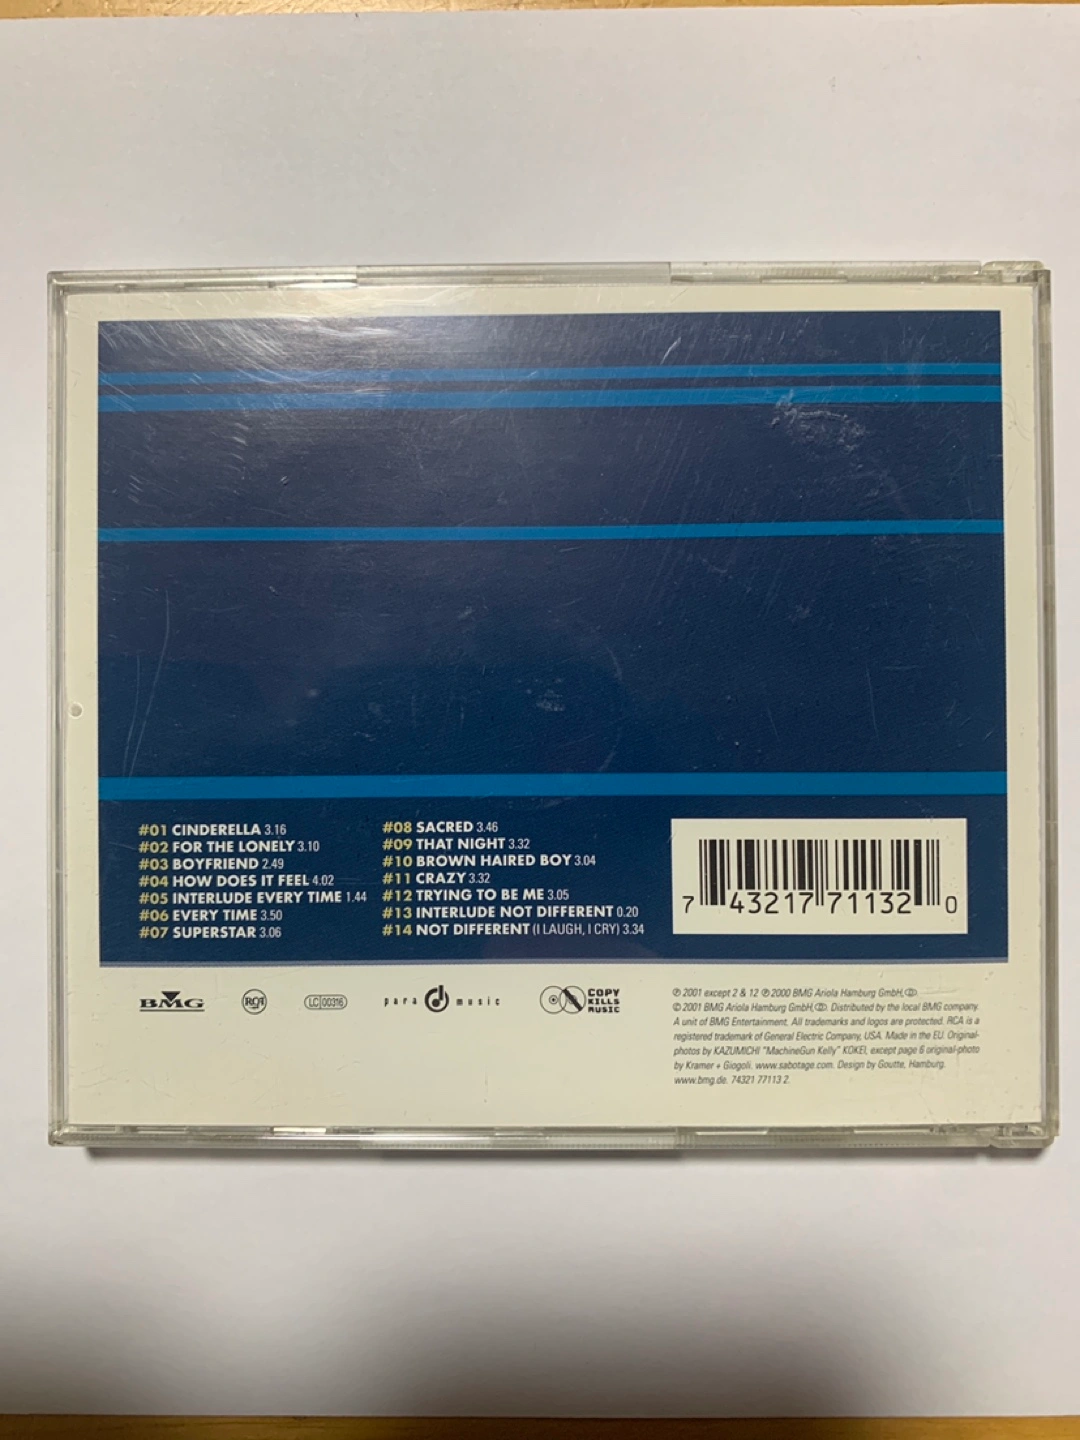 #01 CINDERELLA 3.16
#02 FOR THE LONELY 3.10
#03 BOYFRIEND 2.49
#04 HOW DOES IT FEEL 4.02
#05 INTERLUDE EVERY TIME 1.44
#06 EVERY TIME 3.50
#07 SUPERSTAR 3.06
#08 SACRED 3.46
#09 THAT NIGHT 3.32
#10 BROWN HAIRED BOY 3.04
#11 CRAZY 3.32
#12 TRYING TO BE ME 3.05
#13 INTERLUDE NOT DIFFERENT 0.20
#14 NOT DIFFERENT (I LAUGH, I CRY) 3.34
7 43217 71132 0
BMG
RCA
LC 00316
para music
COPY
KILLS
MUSIC
℗ 2001 except 2 & 12 ℗ 2000 BMG Ariola Hamburg GmbH,
© 2001 BMG Ariola Hamburg GmbH, Distributed by the local BMG company.
A unit of BMG Entertainment. All trademarks and logos are protected. RCA is a
registered trademark of General Electric Company, USA. Made in the EU. Original-
photos by KAZUMICHI "MachineGun Kelly" KOKEI, except page 6 original-photo
by Kramer + Giogoli. www.sabotage.com. Design by Goutte, Hamburg.
www.bmg.de. 74321 77113 2.